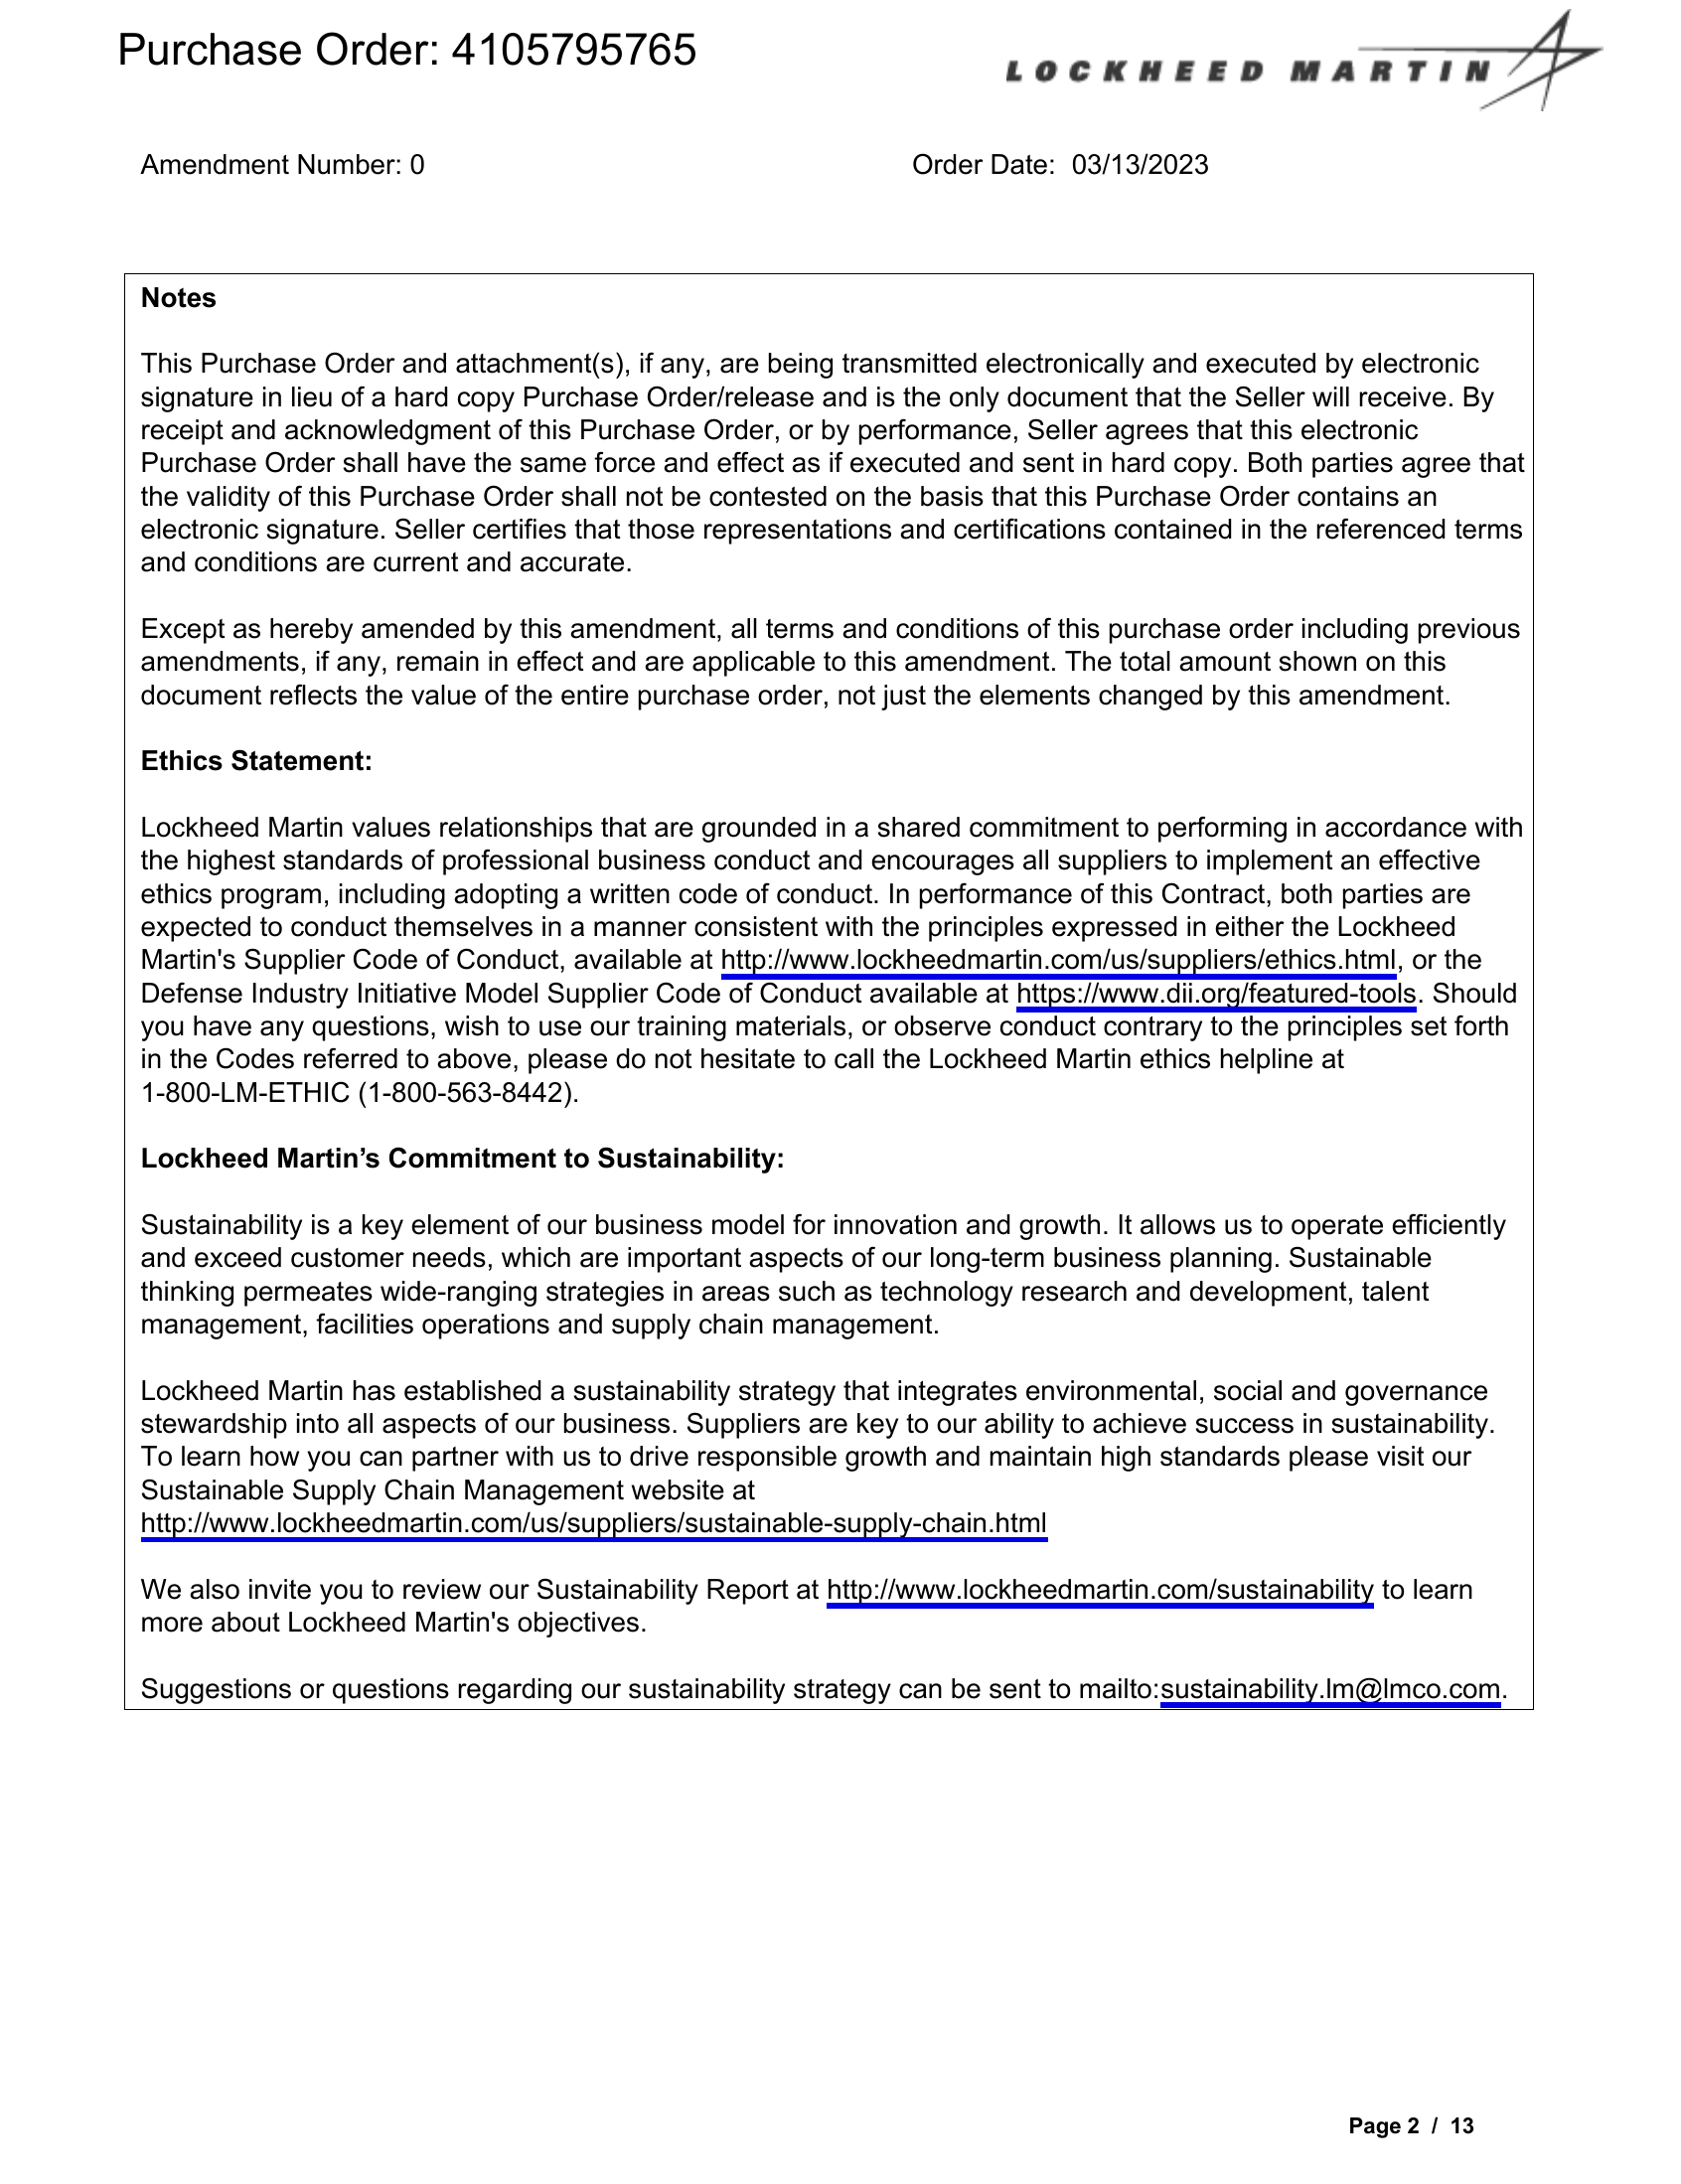 Purchase Order: 4105795765
LOCKHEED MARTIN
Amendment Number: 0
Order Date: 03/13/2023
Notes
This Purchase Order and attachment(s), if any, are being transmitted electronically and executed by electronic
signature in lieu of a hard copy Purchase Order/release and is the only document that the Seller will receive. By
receipt and acknowledgment of this Purchase Order, or by performance, Seller agrees that this electronic
Purchase Order shall have the same force and effect as if executed and sent in hard copy. Both parties agree that
the validity of this Purchase Order shall not be contested on the basis that this Purchase Order contains an
electronic signature. Seller certifies that those representations and certifications contained in the referenced terms
and conditions are current and accurate.
Except as hereby amended by this amendment, all terms and conditions of this purchase order including previous
amendments, if any, remain in effect and are applicable to this amendment. The total amount shown on this
document reflects the value of the entire purchase order, not just the elements changed by this amendment.
Ethics Statement:
Lockheed Martin values relationships that are grounded in a shared commitment to performing in accordance with
the highest standards of professional business conduct and encourages all suppliers to implement an effective
ethics program, including adopting a written code of conduct. In performance of this Contract, both parties are
expected to conduct themselves in a manner consistent with the principles expressed in either the Lockheed
Martin's Supplier Code of Conduct, available at http://www.lockheedmartin.com/us/suppliers/ethics.html, or the
Defense Industry Initiative Model Supplier Code of Conduct available at https://www.dii.org/featured-tools. Should
you have any questions, wish to use our training materials, or observe conduct contrary to the principles set forth
in the Codes referred to above, please do not hesitate to call the Lockheed Martin ethics helpline at
1-800-LM-ETHIC (1-800-563-8442).
Lockheed Martin’s Commitment to Sustainability:
Sustainability is a key element of our business model for innovation and growth. It allows us to operate efficiently
and exceed customer needs, which are important aspects of our long-term business planning. Sustainable
thinking permeates wide-ranging strategies in areas such as technology research and development, talent
management, facilities operations and supply chain management.
Lockheed Martin has established a sustainability strategy that integrates environmental, social and governance
stewardship into all aspects of our business. Suppliers are key to our ability to achieve success in sustainability.
To learn how you can partner with us to drive responsible growth and maintain high standards please visit our
Sustainable Supply Chain Management website at
http://www.lockheedmartin.com/us/suppliers/sustainable-supply-chain.html
We also invite you to review our Sustainability Report at http://www.lockheedmartin.com/sustainability to learn
more about Lockheed Martin's objectives.
Suggestions or questions regarding our sustainability strategy can be sent to mailto:sustainability.lm@lmco.com.
Page 2 / 13